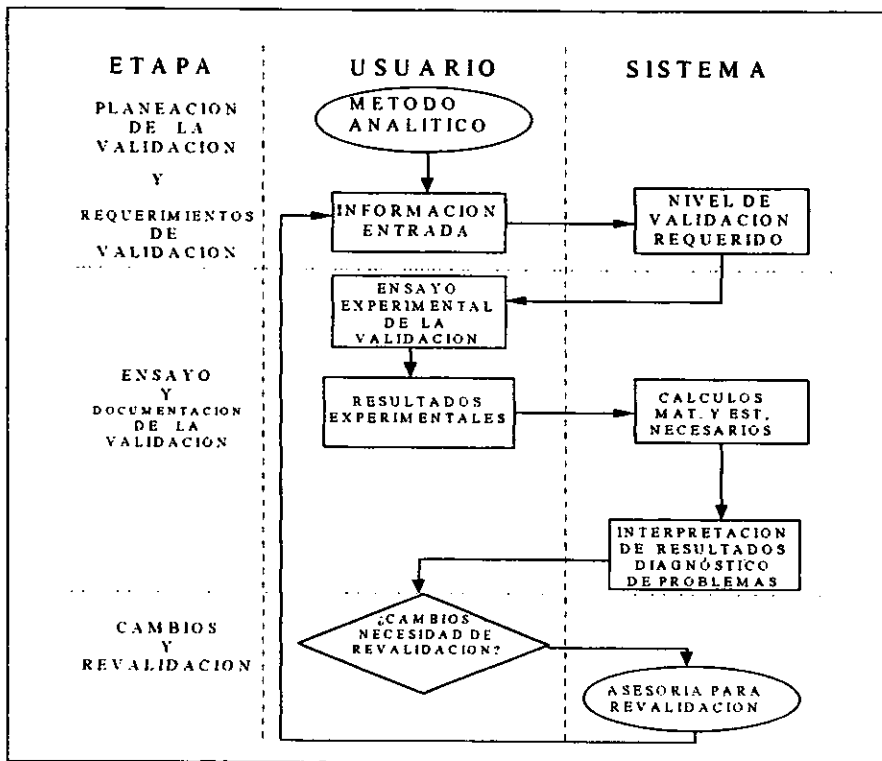 ETAPA
USUARIO
SISTEMA
PLANEACION
DE LA
VALIDACION
Y
REQUERIMIENTOS
DE
VALIDACION
METODO
ANALITICO
INFORMACION
ENTRADA
NIVEL DE
VALIDACION
REQUERIDO
ENSAYO
EXPERIMENTAL
DE LA
VALIDACION
ENSAYO
Y
DOCUMENTACION
DE LA
VALIDACION
RESULTADOS
EXPERIMENTALES
CALCULOS
MAT. Y EST.
NECESARIOS
INTERPRETACION
DE RESULTADOS
DIAGNÓSTICO
DE PROBLEMAS
CAMBIOS
Y
REVALIDACION
¿CAMBIOS
NECESIDAD DE
REVALIDACION?
ASESORIA PARA
REVALIDACION